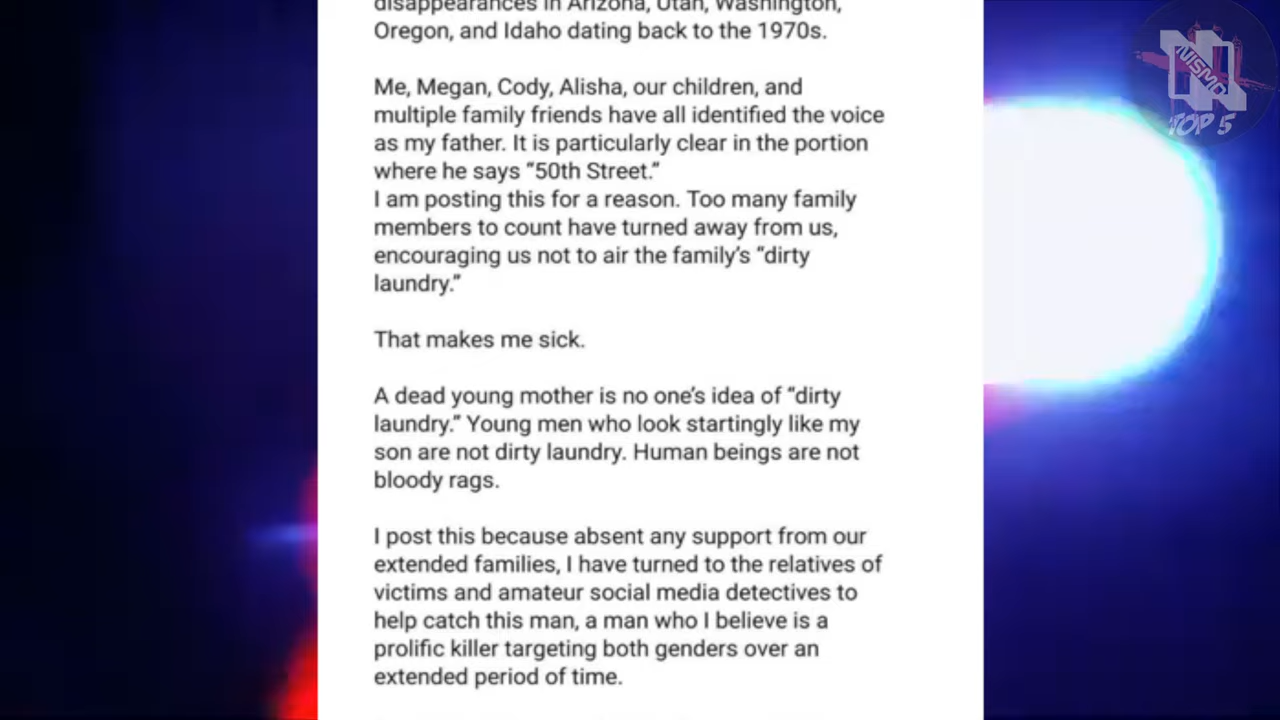 disappearances in Arizona, Utah, Washington,
Oregon, and Idaho dating back to the 1970s.
Me, Megan, Cody, Alisha, our children, and
multiple family friends have all identified the voice
as my father. It is particularly clear in the portion
where he says “50th Street.”
I am posting this for a reason. Too many family
members to count have turned away from us,
encouraging us not to air the family’s “dirty
laundry.”
That makes me sick.
A dead young mother is no one’s idea of “dirty
laundry.” Young men who look startingly like my
son are not dirty laundry. Human beings are not
bloody rags.
I post this because absent any support from our
extended families, I have turned to the relatives of
victims and amateur social media detectives to
help catch this man, a man who I believe is a
prolific killer targeting both genders over an
extended period of time.
N
NISMO
TOP 5